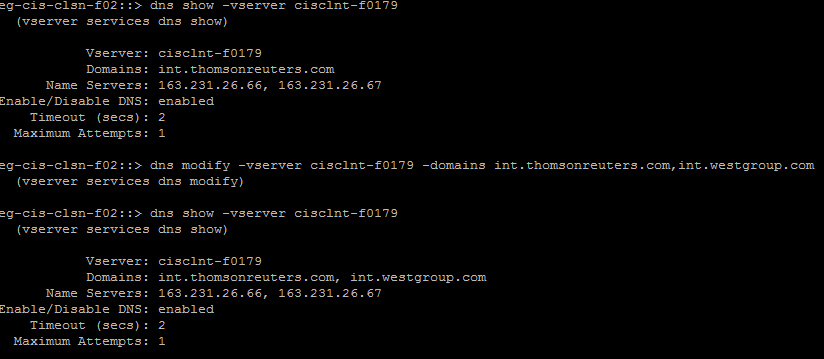 eg-cis-clsn-f02::> dns show -vserver cisclnt-f0179
(vserver services dns show)
Vserver: cisclnt-f0179
Domains: int.thomsonreuters.com
Name Servers: 163.231.26.66, 163.231.26.67
Enable/Disable DNS: enabled
Timeout (secs): 2
Maximum Attempts: 1
eg-cis-clsn-f02::> dns modify -vserver cisclnt-f0179 -domains int.thomsonreuters.com,int.westgroup.com
(vserver services dns modify)
eg-cis-clsn-f02::> dns show -vserver cisclnt-f0179
(vserver services dns show)
Vserver: cisclnt-f0179
Domains: int.thomsonreuters.com, int.westgroup.com
Name Servers: 163.231.26.66, 163.231.26.67
Enable/Disable DNS: enabled
Timeout (secs): 2
Maximum Attempts: 1